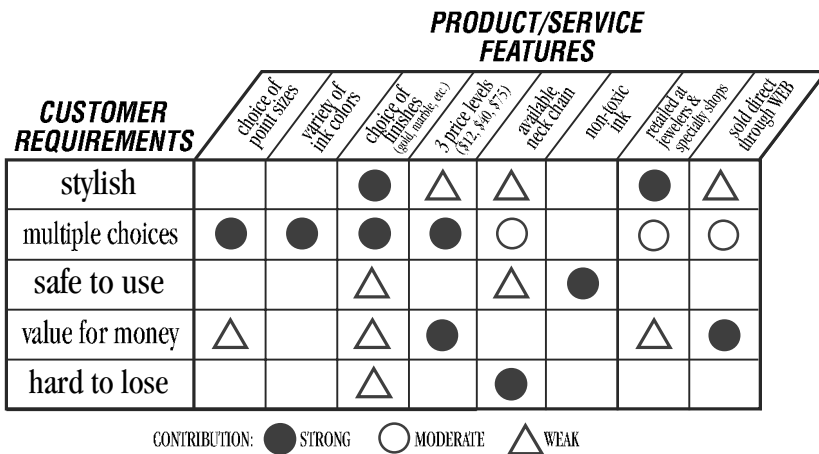 PRODUCT/SERVICE
FEATURES
CUSTOMER
REQUIREMENTS
choice of
point sizes
variety of
ink colors
choice of
finishes
(gold, marble, etc.)
3 price levels
($12, $40, $75)
available
neck chain
non-toxic
ink
retailed at
jewelers &
specialty shops
sold direct
through WEB
stylish
multiple choices
safe to use
value for money
hard to lose
CONTRIBUTION: STRONG MODERATE WEAK